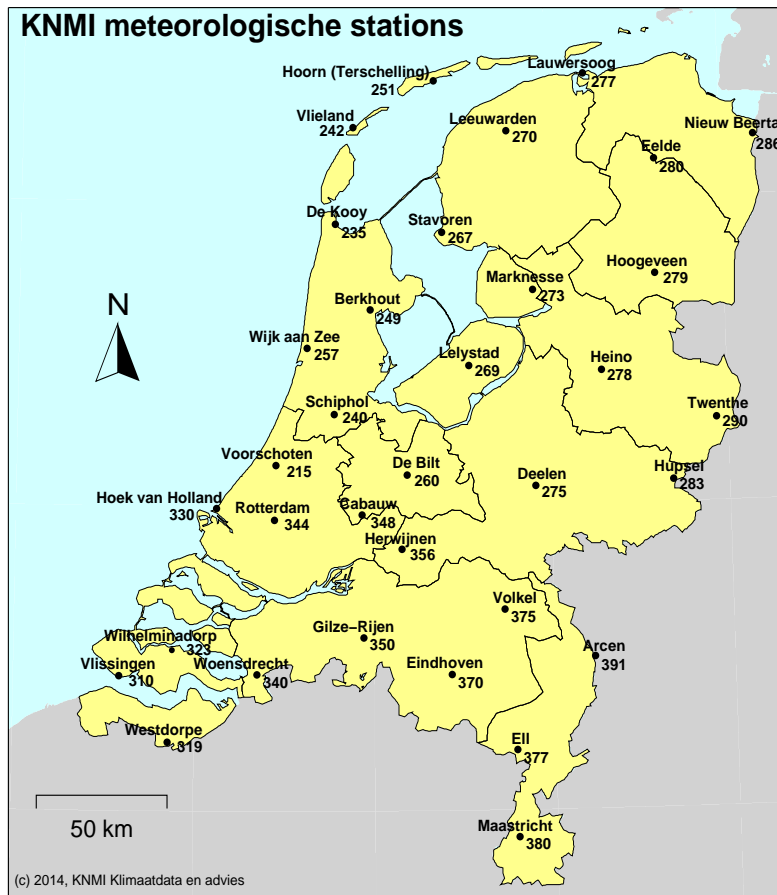 KNMI meteorologische stations
Lauwersoog
277
Hoorn (Terschelling)
251
Vlieland
242
Leeuwarden
270
Nieuw Beerta
286
Eelde
280
De Kooy
235
Stavoren
267
Hoogeveen
279
Marknesse
273
N
Berkhout
249
Wijk aan Zee
257
Lelystad
269
Heino
278
Schiphol
240
Twenthe
290
Voorschoten
215
De Bilt
260
Deelen
275
Hupsel
283
Hoek van Holland
330
Rotterdam
344
Cabauw
348
Herwijnen
356
Volkel
375
Gilze−Rijen
350
Wilhelminadorp
323
Arcen
391
Vlissingen
310
Woensdrecht
340
Eindhoven
370
Westdorpe
319
Ell
377
50 km
Maastricht
380
(c) 2014, KNMI Klimaatdata en advies